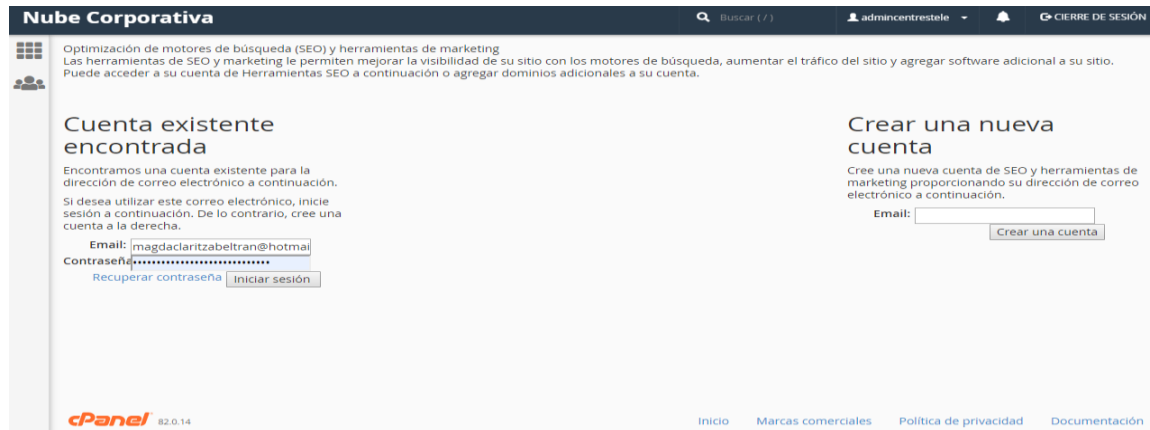 Nube Corporativa
Buscar ( / )
admincentrestele
CIERRE DE SESIÓN
Optimización de motores de búsqueda (SEO) y herramientas de marketing
Las herramientas de SEO y marketing le permiten mejorar la visibilidad de su sitio con los motores de búsqueda, aumentar el tráfico del sitio y agregar software adicional a su sitio.
Puede acceder a su cuenta de Herramientas SEO a continuación o agregar dominios adicionales a su cuenta.
Cuenta existente
encontrada
Encontramos una cuenta existente para la
dirección de correo electrónico a continuación.
Si desea utilizar este correo electrónico, inicie
sesión a continuación. De lo contrario, cree una
cuenta a la derecha.
Email: magdaclaritzabeltran@hotmai
Contraseña
Recuperar contraseña Iniciar sesión
Crear una nueva
cuenta
Cree una nueva cuenta de SEO y herramientas de
marketing proporcionando su dirección de correo
electrónico a continuación.
Email:
Crear una cuenta
cPanel 82.0.14
Inicio Marcas comerciales Política de privacidad Documentación